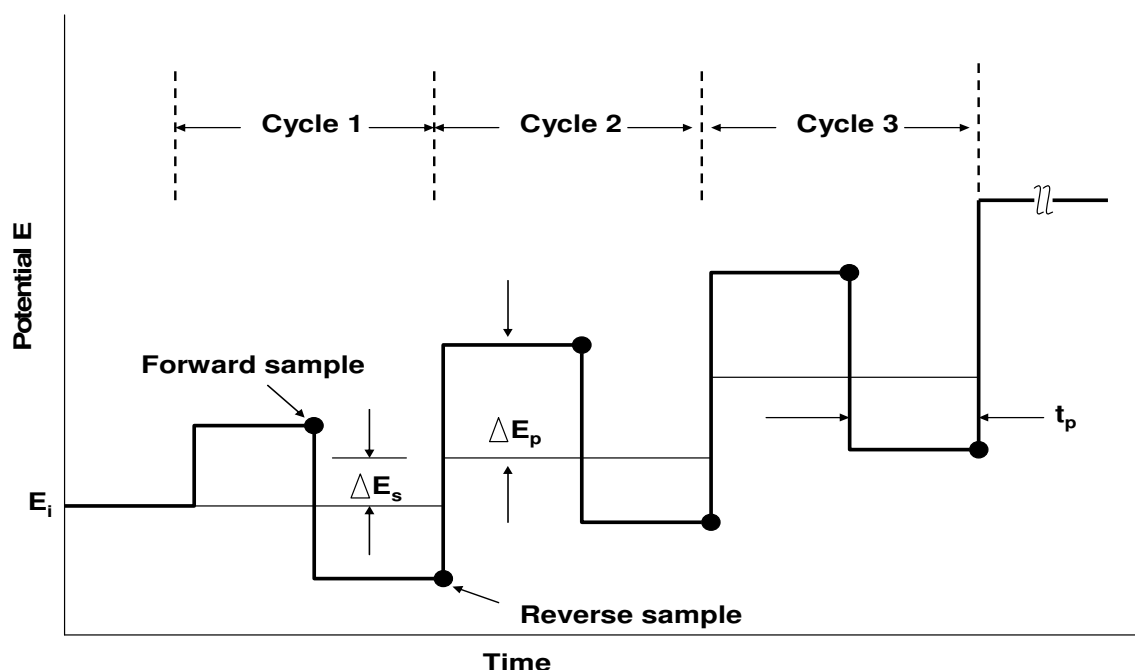 Cycle 1
Cycle 2
Cycle 3
Potential E
Forward sample
△Eₚ
tₚ
△Eₛ
Eᵢ
Reverse sample
Time